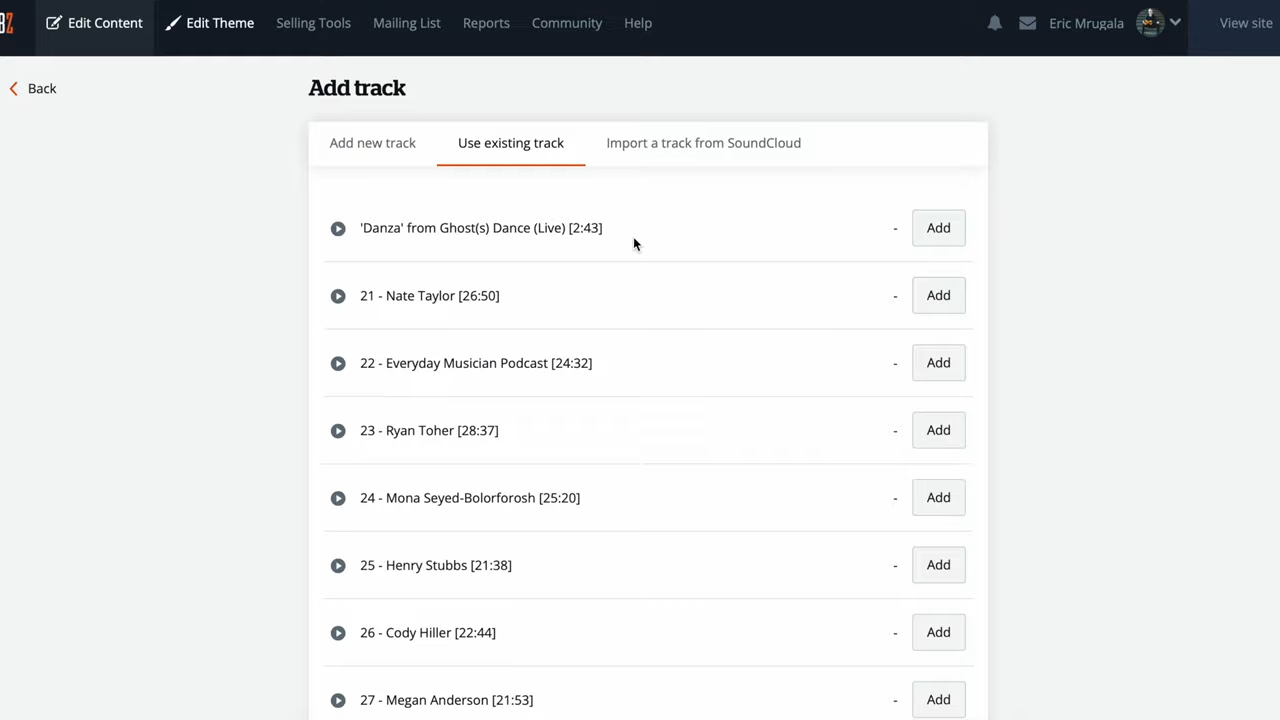 Edit Content Edit Theme Selling Tools Mailing List Reports Community Help Eric Mrugala View site
Back
Add track
Add new track Use existing track Import a track from SoundCloud
'Danza' from Ghost(s) Dance (Live) [2:43] - Add
21 - Nate Taylor [26:50] - Add
22 - Everyday Musician Podcast [24:32] - Add
23 - Ryan Toher [28:37] - Add
24 - Mona Seyed-Bolorforosh [25:20] - Add
25 - Henry Stubbs [21:38] - Add
26 - Cody Hiller [22:44] - Add
27 - Megan Anderson [21:53] - Add